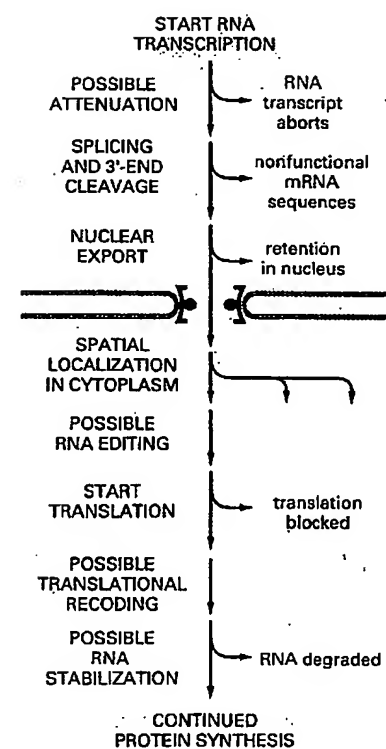 START RNA
TRANSCRIPTION
POSSIBLE
ATTENUATION
RNA
transcript
aborts
SPLICING
AND 3'-END
CLEAVAGE
nonfunctional
mRNA
sequences
NUCLEAR
EXPORT
retention
in nucleus
SPATIAL
LOCALIZATION
IN CYTOPLASM
POSSIBLE
RNA EDITING
START
TRANSLATION
translation
blocked
POSSIBLE
TRANSLATIONAL
RECODING
POSSIBLE
RNA
STABILIZATION
RNA degraded
CONTINUED
PROTEIN SYNTHESIS